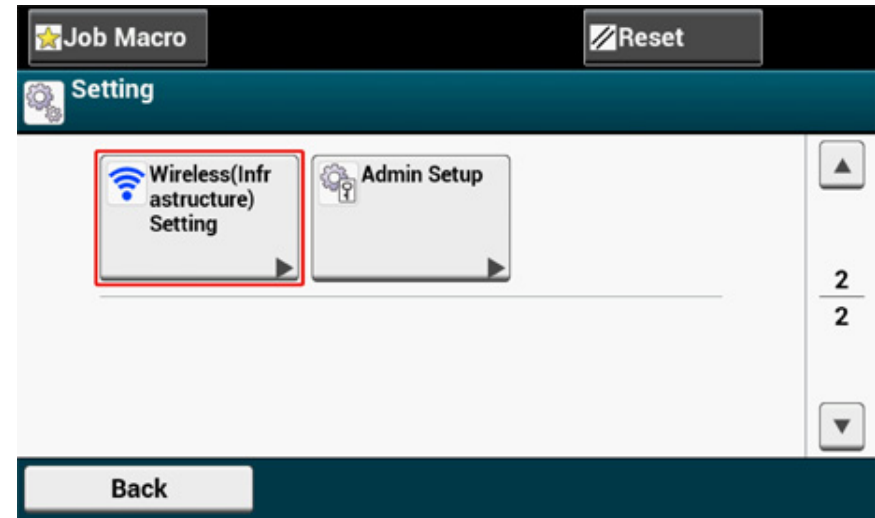 Job Macro
Reset
Setting
Wireless(Infr
astructure)
Setting
Admin Setup
2
2
Back